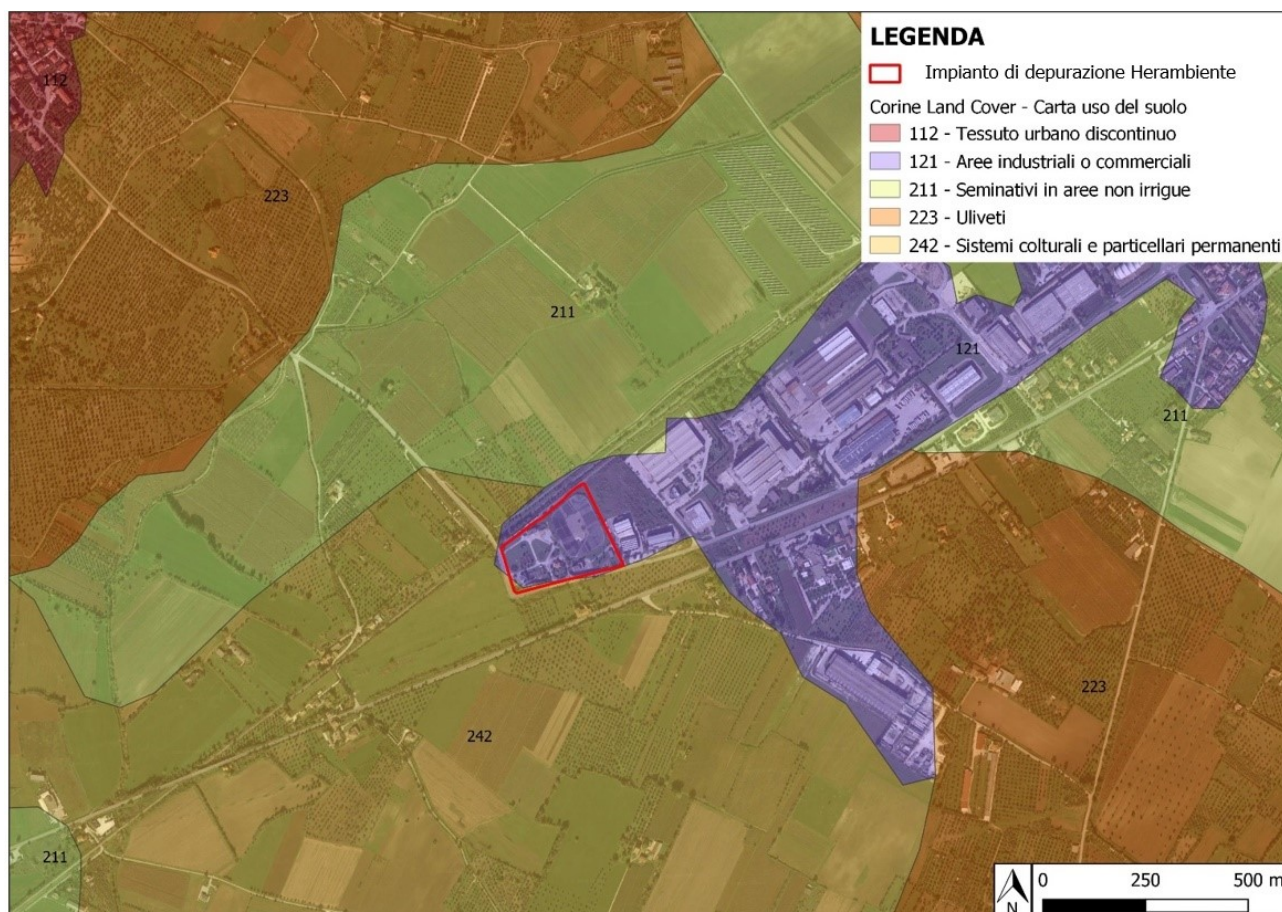 LEGENDA
Impianto di depurazione Herambiente
Corine Land Cover - Carta uso del suolo
112 - Tessuto urbano discontinuo
121 - Aree industriali o commerciali
211 - Seminativi in aree non irrigue
223 - Uliveti
242 - Sistemi colturali e particellari permanenti
112
223
211
121
211
223
242
211
N
0 250 500 m